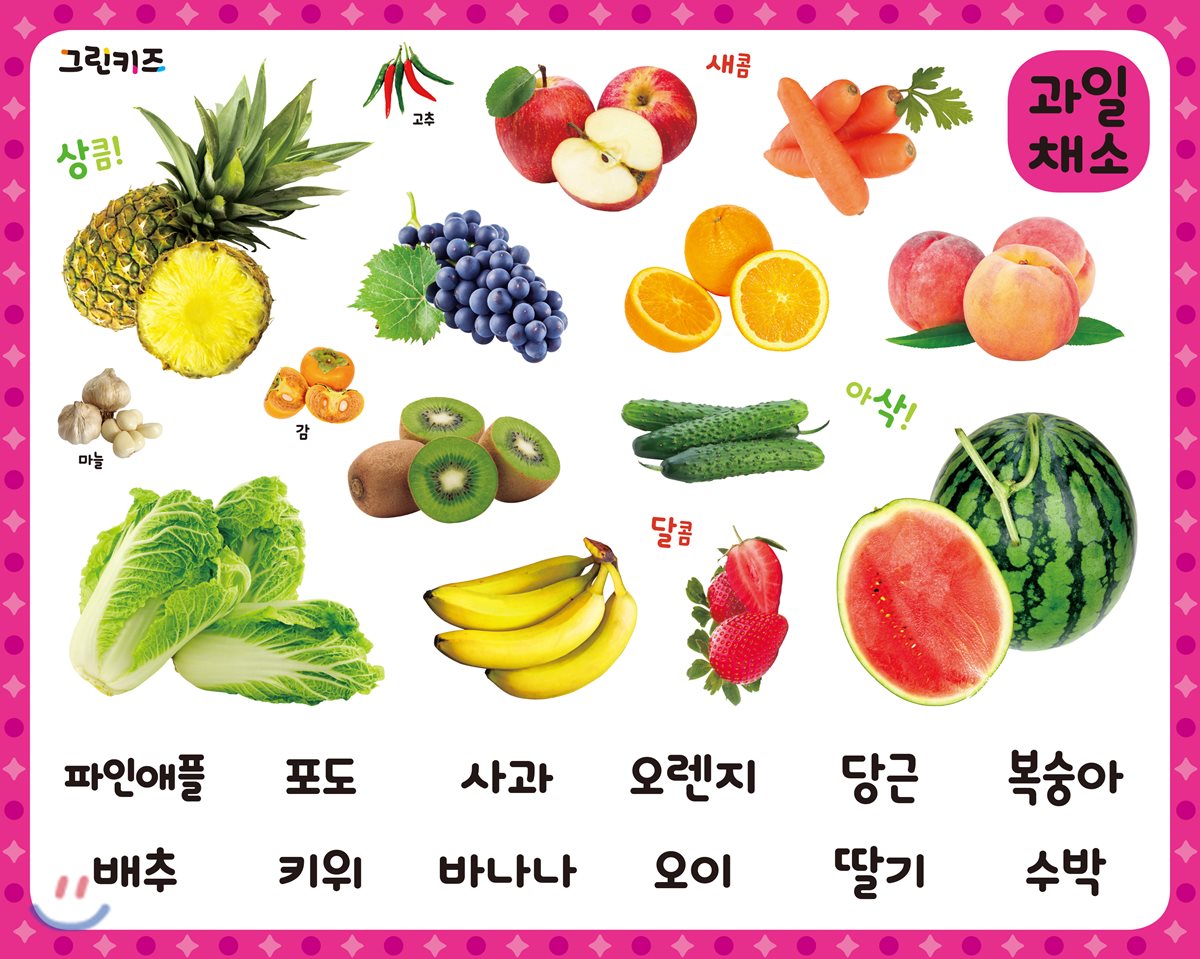 그린키즈
고추
새콤
과일
채소
상큼!
마늘
감
아삭!
달콤
파인애플 포도 사과 오렌지 당근 복숭아
배추 키위 바나나 오이 딸기 수박